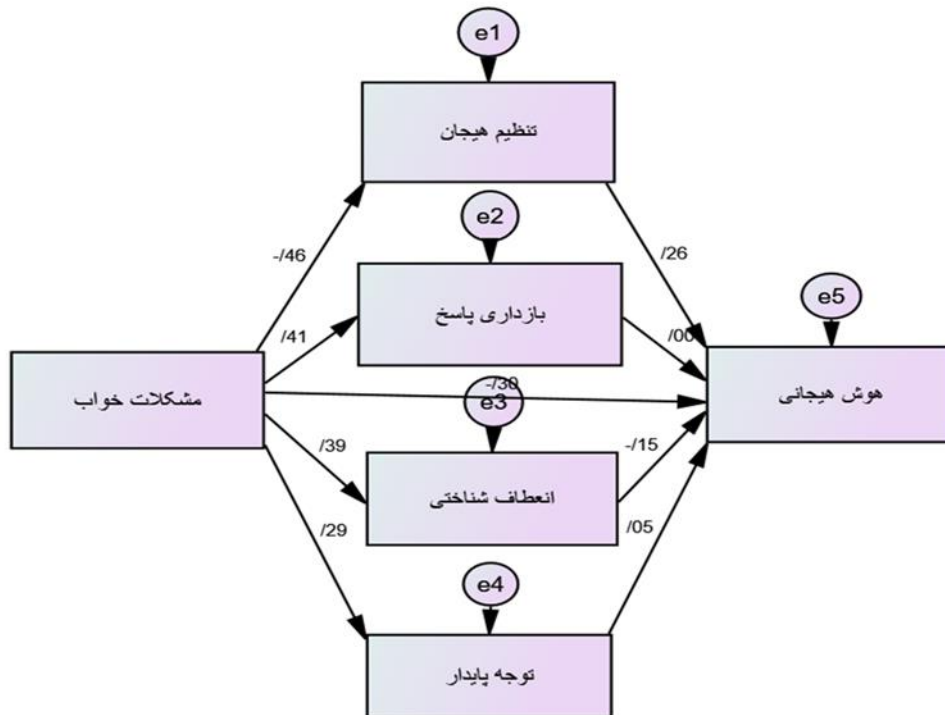 e1
تنظیم هیجان
-/46
/26
e2
بازداری پاسخ
/41
/00
e5
مشکلات خواب
هوش هیجانی
-/30
e3
/39
-/15
انعطاف شناختی
/29
/05
e4
توجه پایدار